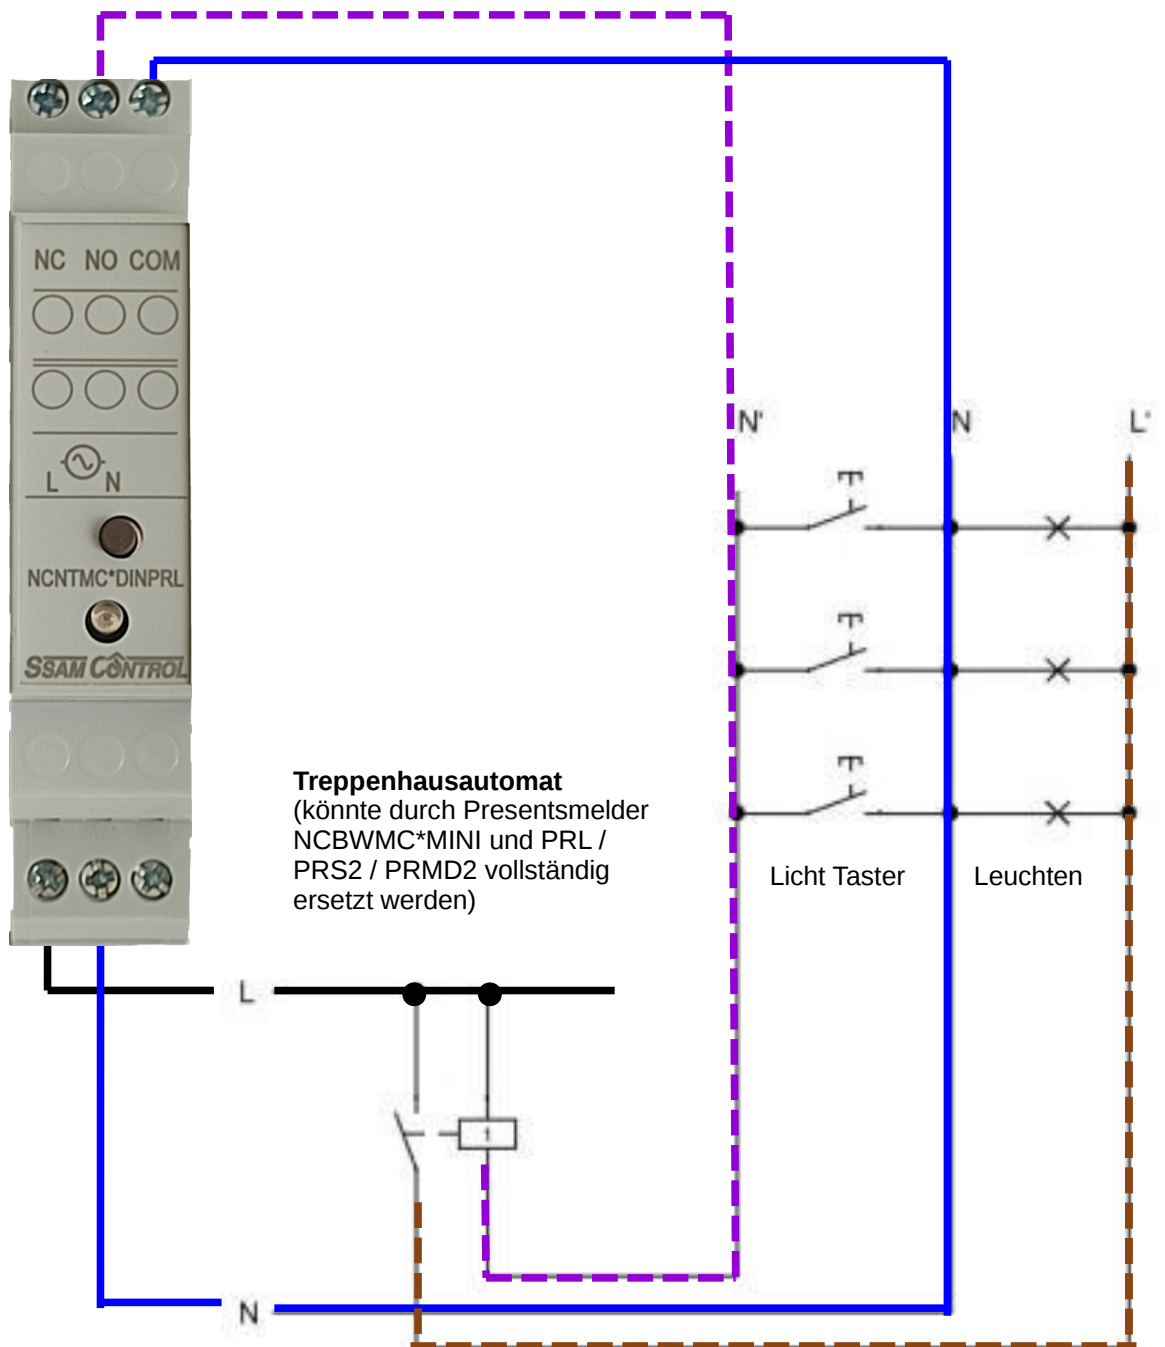 NC NO COM
L N
NCNTMC*DINPRL
SSAM CONTROL
N' N L'
Treppenhausautomat
(könnte durch Presentsmelder
NCBWMC*MINI und PRL /
PRS2 / PRMD2 vollständig
ersetzt werden)
Licht Taster
Leuchten
L
N